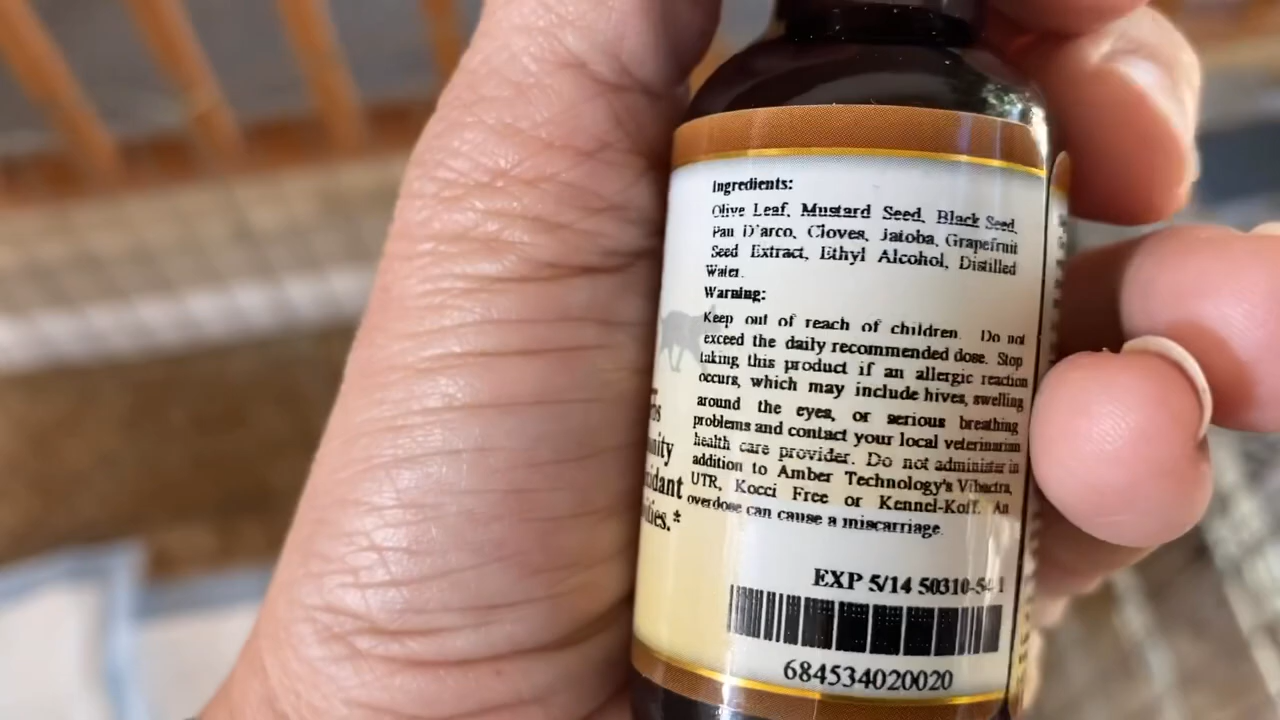 Ingredients:
Olive Leaf, Mustard Seed, Black Seed,
Pau D'arco, Cloves, Jatoba, Grapefruit
Seed Extract, Ethyl Alcohol, Distilled
Water.
Warning:
Keep out of reach of children. Do not
exceed the daily recommended dose. Stop
taking this product if an allergic reaction
occurs, which may include hives, swelling
around the eyes, or serious breathing
problems and contact your local veterinarian
health care provider. Do not administer in
addition to Amber Technology's Vibactra,
UTR, Kocci Free or Kennel-Koff. An
overdose can cause a miscarriage.
EXP 5/14 50310-
684534020020